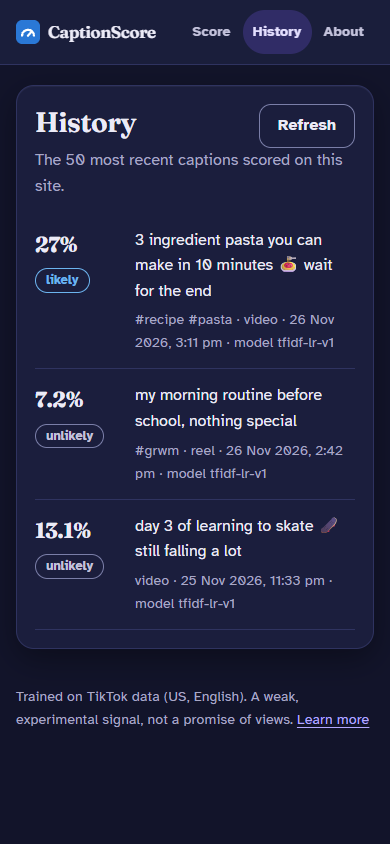 CaptionScore Score History About
History Refresh
The 50 most recent captions scored on this
site.
27% 3 ingredient pasta you can
make in 10 minutes 🍝 wait
likely
for the end
#recipe #pasta · video · 26 Nov
2026, 3:11 pm · model tfidf-lr-v1
7.2% my morning routine before
school, nothing special
unlikely
#grwm · reel · 26 Nov 2026, 2:42
pm · model tfidf-lr-v1
13.1% day 3 of learning to skate 🛹
still falling a lot
unlikely
video · 25 Nov 2026, 11:33 pm ·
model tfidf-lr-v1
Trained on TikTok data (US, English). A weak,
experimental signal, not a promise of views. Learn more